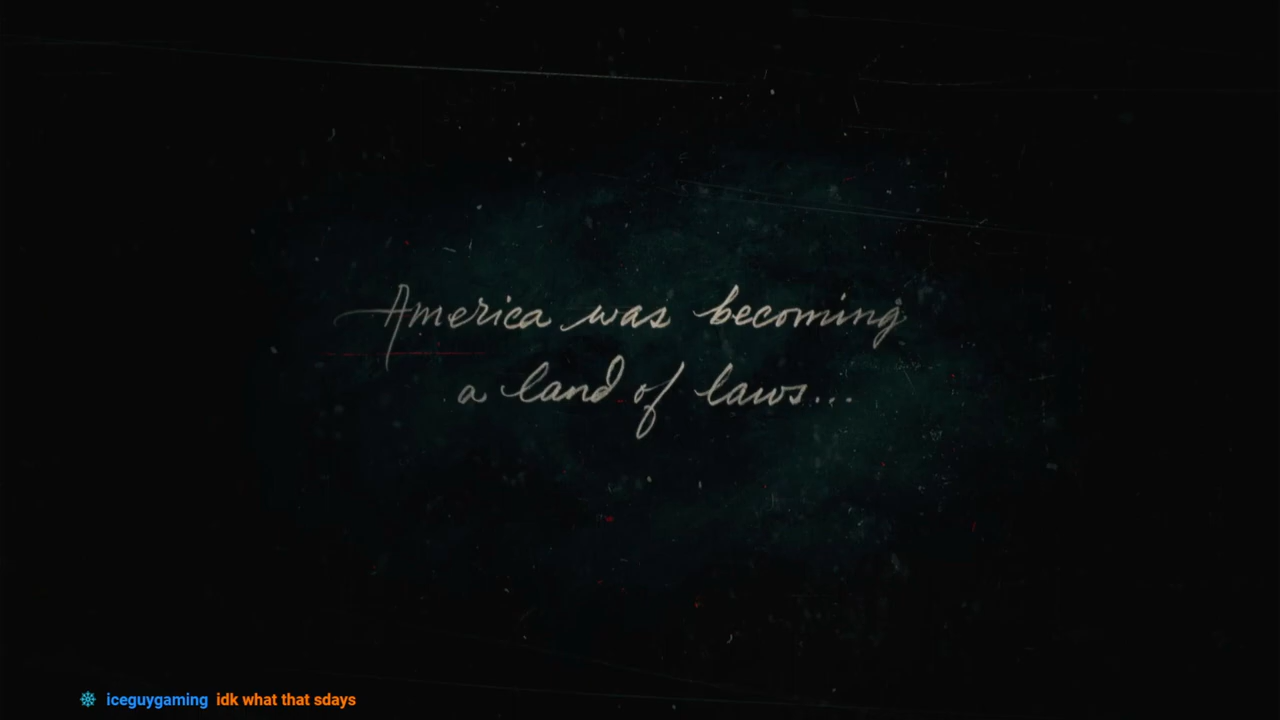 America was becoming
a land of laws...
iceguygaming idk what that sdays